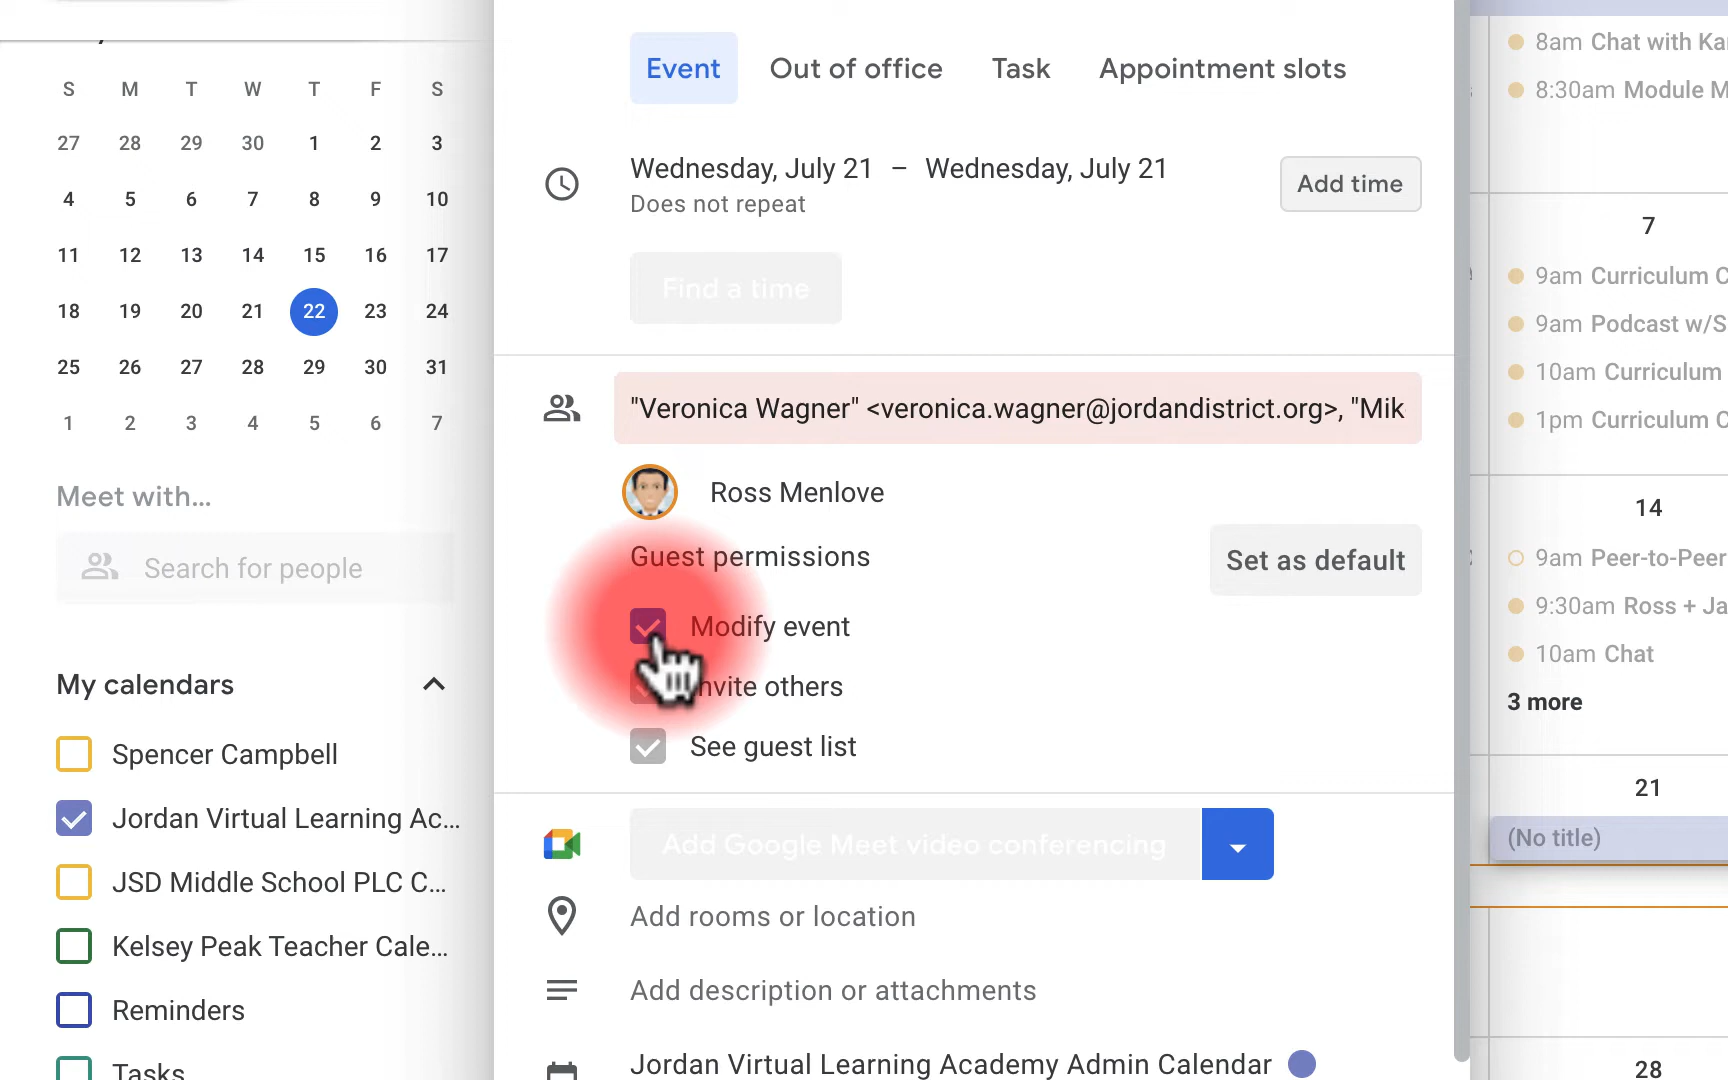 S M T W T F S
27 28 29 30 1 2 3
4 5 6 7 8 9 10
11 12 13 14 15 16 17
18 19 20 21 22 23 24
25 26 27 28 29 30 31
1 2 3 4 5 6 7
Meet with...
Search for people
My calendars
Spencer Campbell
Jordan Virtual Learning Ac...
JSD Middle School PLC C...
Kelsey Peak Teacher Cale...
Reminders
Tasks
Event Out of office Task Appointment slots
Wednesday, July 21 – Wednesday, July 21
Does not repeat
Add time
Find a time
"Veronica Wagner" <veronica.wagner@jordandistrict.org>, "Mik
Ross Menlove
Guest permissions
Set as default
Modify event
Invite others
See guest list
Add Google Meet video conferencing
Add rooms or location
Add description or attachments
Jordan Virtual Learning Academy Admin Calendar
8am Chat with Ka
8:30am Module M
7
9am Curriculum C
9am Podcast w/S
10am Curriculum
1pm Curriculum C
14
9am Peer-to-Peer
9:30am Ross + Ja
10am Chat
3 more
21
(No title)
28